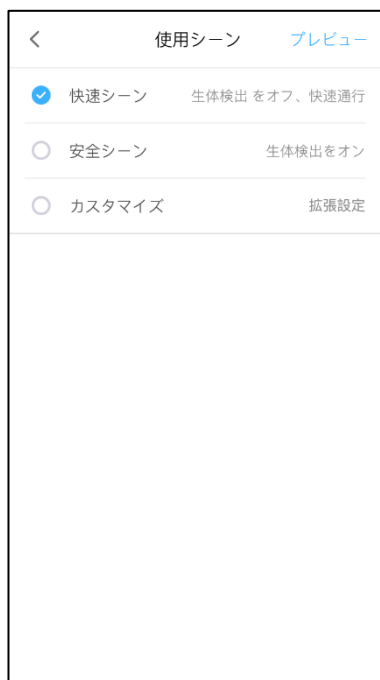 使用シーン プレビュー
快速シーン 生体検出 をオフ、快速通行
安全シーン 生体検出をオン
カスタマイズ 拡張設定